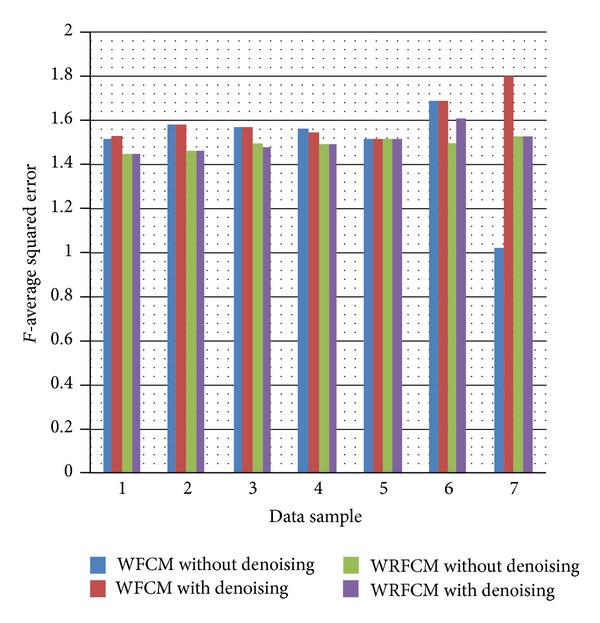 2
1.8
1.6
1.4
1.2
1
0.8
0.6
0.4
0.2
0
F-average squared error
1 2 3 4 5 6 7
Data sample
WFCM without denoising
WFCM with denoising
WRFCM without denoising
WRFCM with denoising